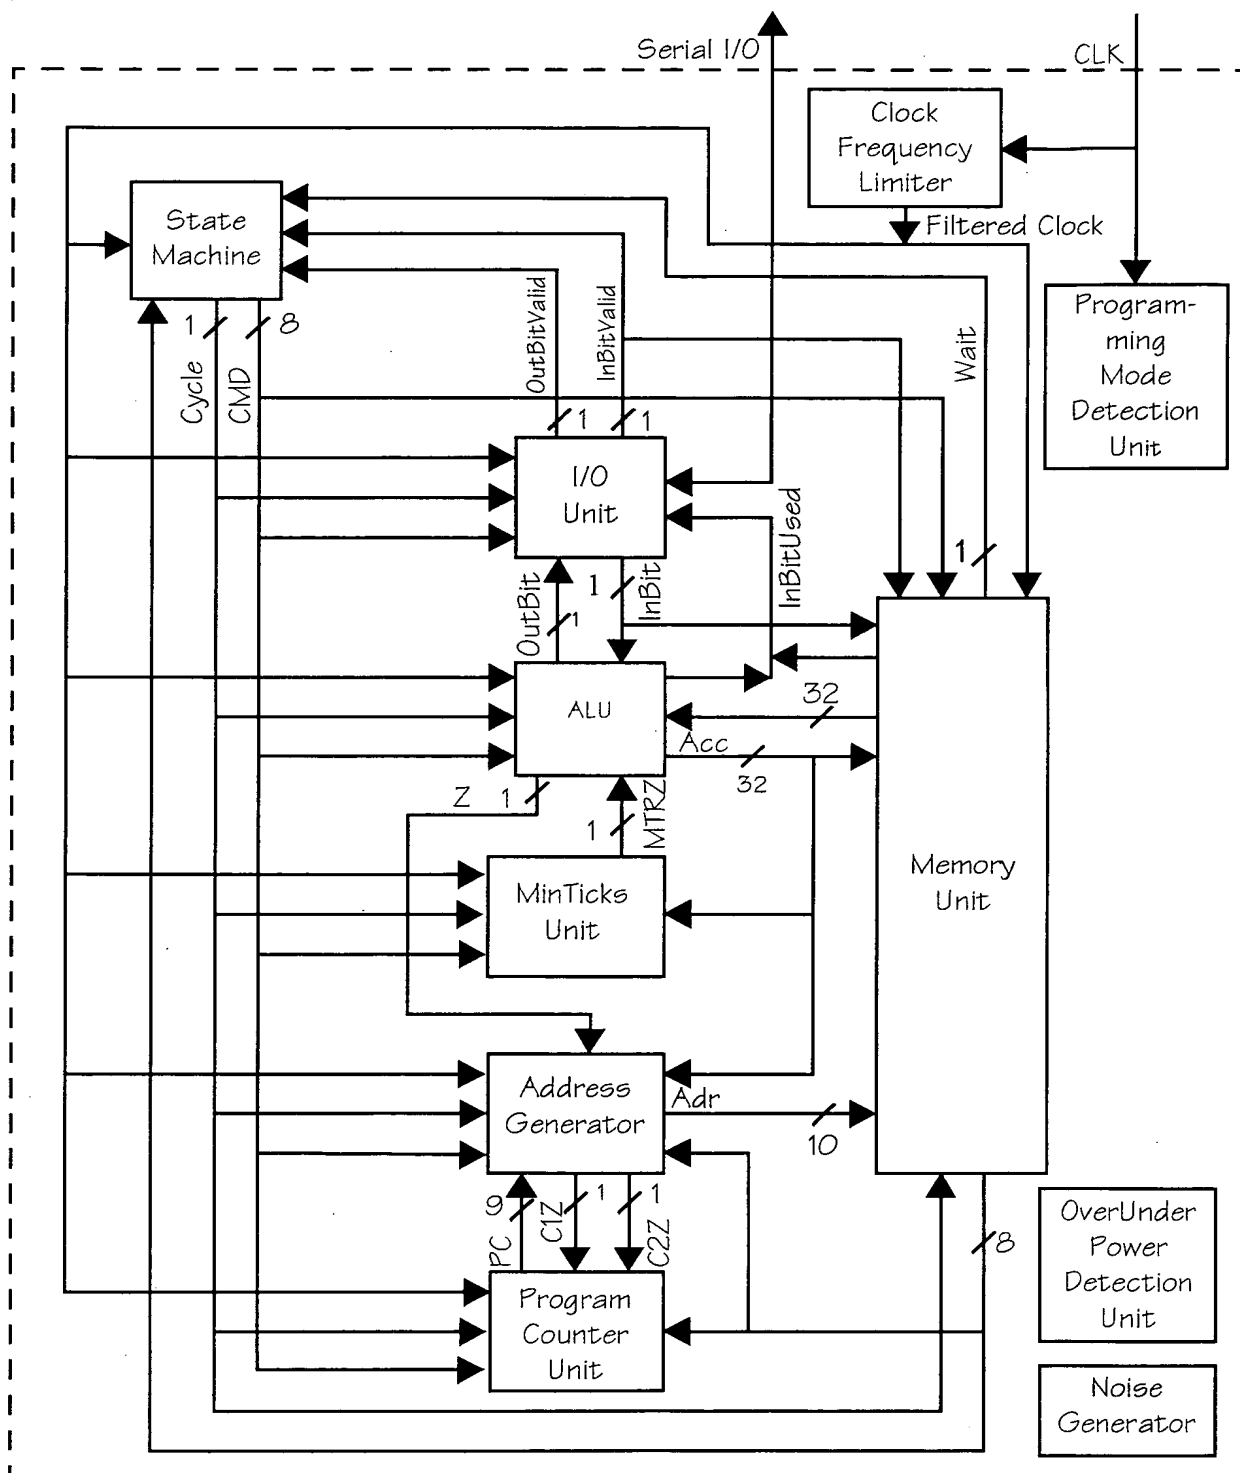 Serial I/O
CLK
Clock
Frequency
Limiter
Filtered Clock
State
Machine
Program-
ming
Mode
Detection
Unit
1
8
Cycle
CMD
OutBitValid
InBitValid
Wait
1
1
1
I/O
Unit
InBitUsed
OutBit
1
1
InBit
ALU
32
Acc
32
Z
1
1
MTRZ
MinTicks
Unit
Memory
Unit
Address
Generator
Adr
10
9
PC
C1Z
1
1
C2Z
8
Program
Counter
Unit
OverUnder
Power
Detection
Unit
Noise
Generator